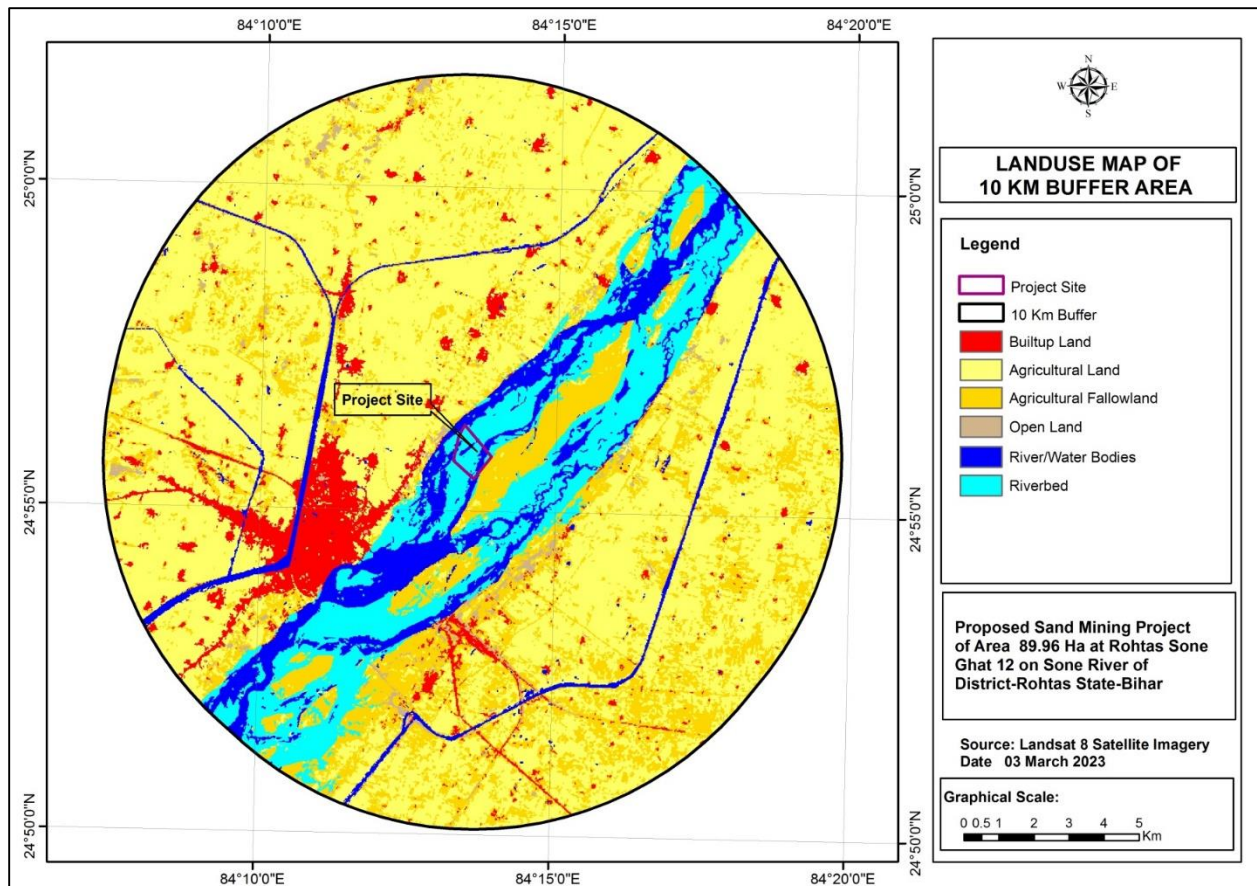 84°10'0"E
84°15'0"E
84°20'0"E
25°0'0"N
25°0'0"N
24°55'0"N
24°55'0"N
24°50'0"N
24°50'0"N
84°10'0"E
84°15'0"E
84°20'0"E
Project Site
N
W
E
S
LANDUSE MAP OF
10 KM BUFFER AREA
Legend
Project Site
10 Km Buffer
Builtup Land
Agricultural Land
Agricultural Fallowland
Open Land
River/Water Bodies
Riverbed
Proposed Sand Mining Project
of Area 89.96 Ha at Rohtas Sone
Ghat 12 on Sone River of
District-Rohtas State-Bihar
Source: Landsat 8 Satellite Imagery
Date 03 March 2023
Graphical Scale:
0 0.5 1 2 3 4 5
Km